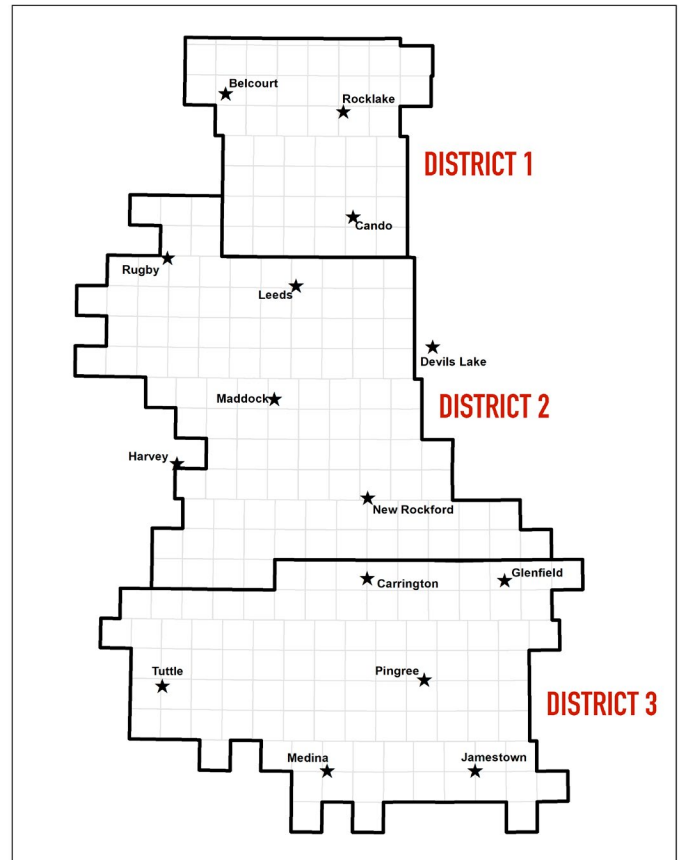 Belcourt
Rocklake
DISTRICT 1
Cando
Rugby
Leeds
Devils Lake
Maddock
DISTRICT 2
Harvey
New Rockford
Glenfield
Carrington
Tuttle
Pingree
DISTRICT 3
Medina
Jamestown